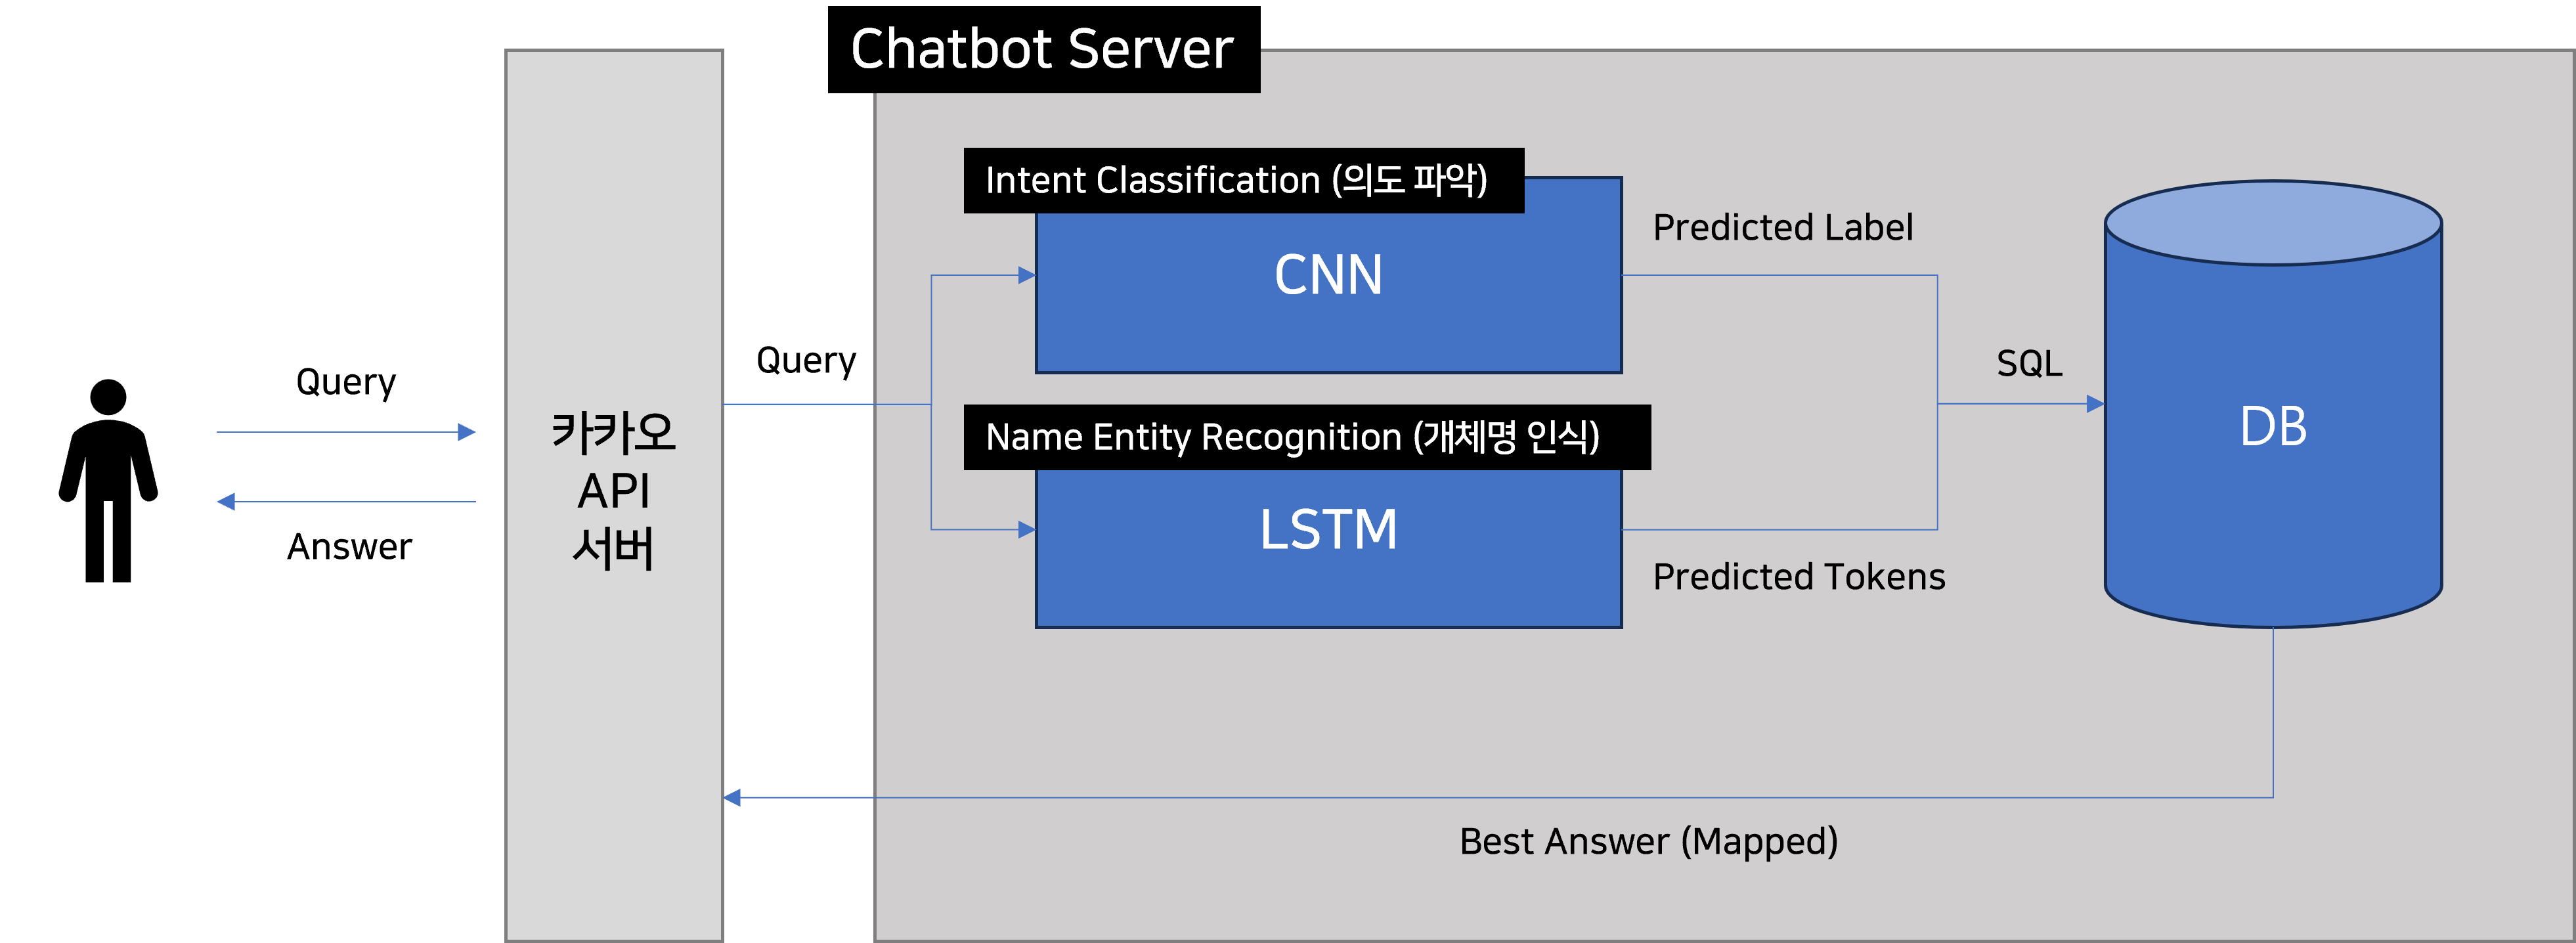 Chatbot Server
Intent Classification (의도 파악)
CNN
Predicted Label
Query
Query
SQL
카카오
API
서버
Name Entity Recognition (개체명 인식)
LSTM
DB
Answer
Predicted Tokens
Best Answer (Mapped)